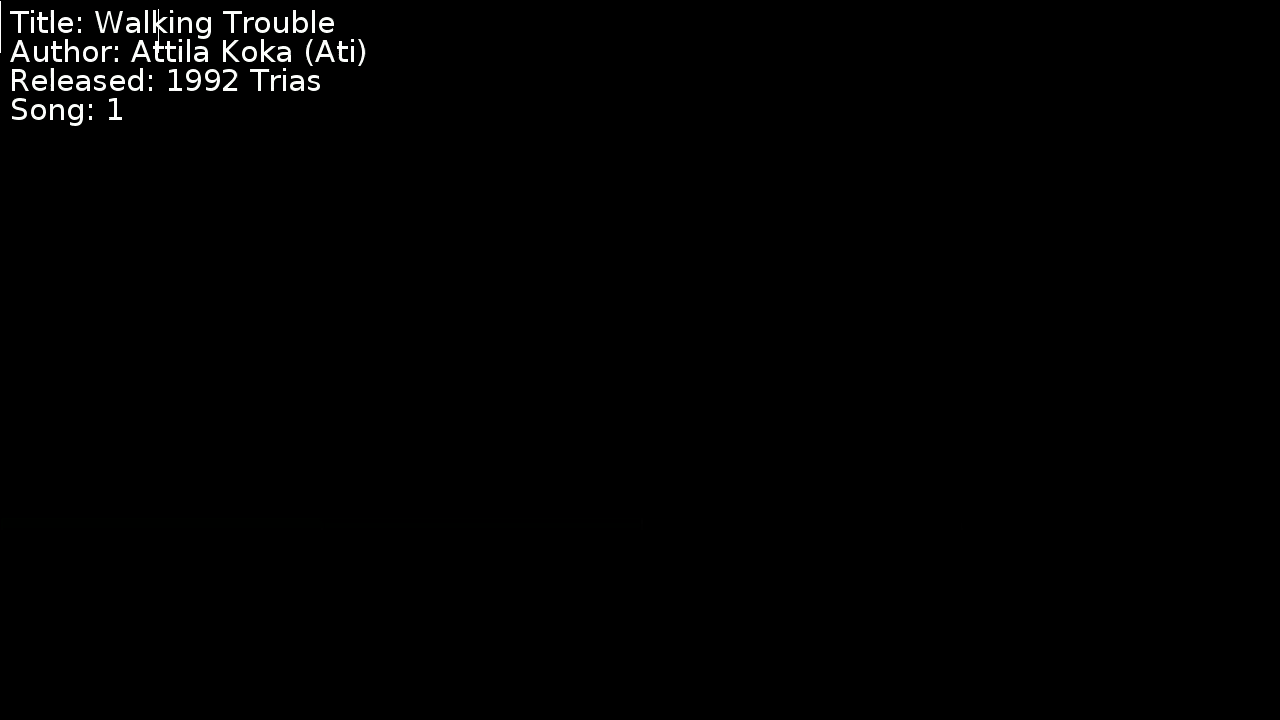 Title: Walking Trouble
Author: Attila Koka (Ati)
Released: 1992 Trias
Song: 1